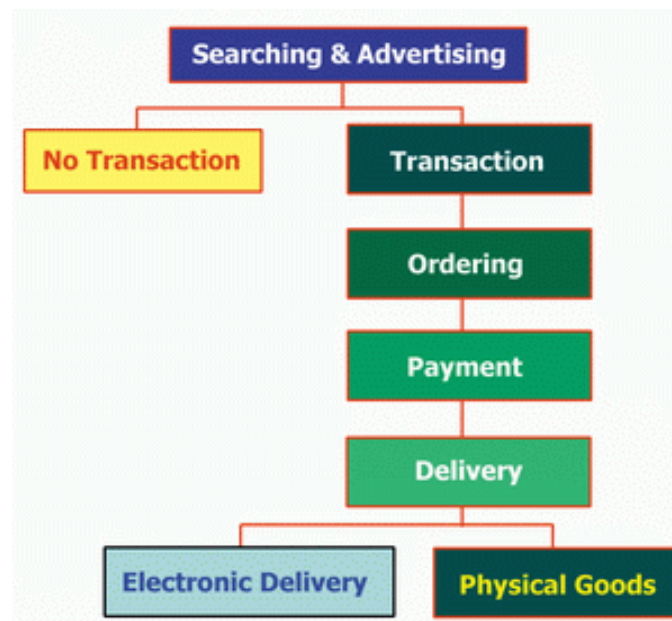 Searching & Advertising
No Transaction
Transaction
Ordering
Payment
Delivery
Electronic Delivery
Physical Goods